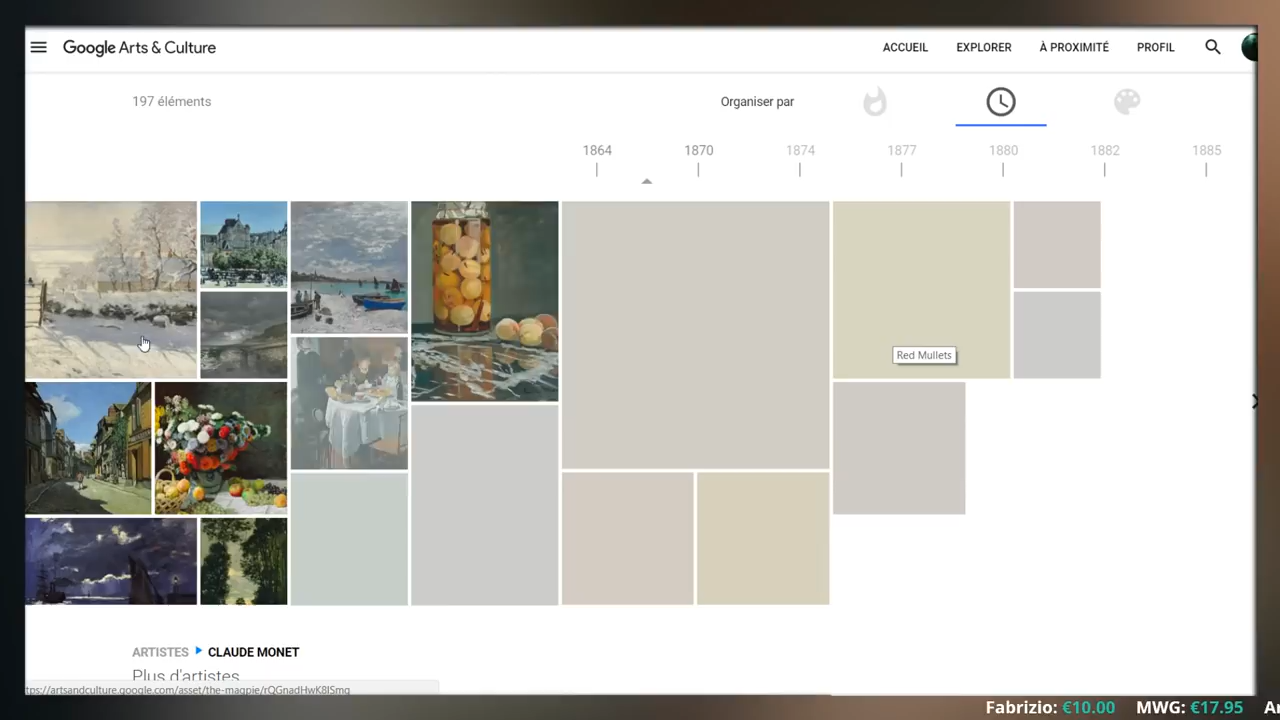 Google Arts & Culture
ACCUEIL EXPLORER À PROXIMITÉ PROFIL
197 éléments
Organiser par
1864 1870 1874 1877 1880 1882 1885
Red Mullets
ARTISTES CLAUDE MONET
Plus d'artistes
tps://artsandculture.google.com/asset/the-magpie/rQGnadHwK8ISmg
Fabrizio: €10.00 MWG: €17.95